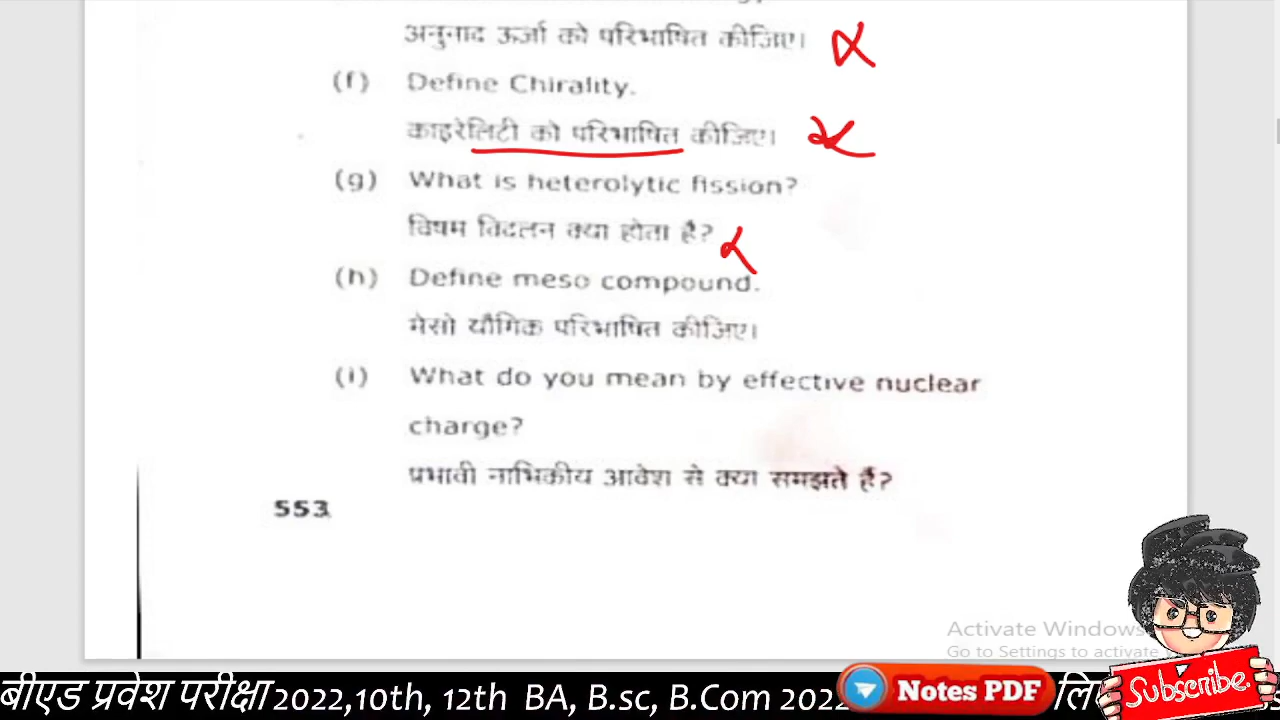 अनुनाद ऊर्जा को परिभाषित कीजिए।
(f) Define Chirality.
काइरेलिटी को परिभाषित कीजिए।
(g) What is heterolytic fission?
विषम विदलन क्या होता है?
(h) Define meso compound.
मेसो यौगिक परिभाषित कीजिए।
(i) What do you mean by effective nuclear
charge?
प्रभावी नाभिकीय आवेश से क्या समझते हैं?
553
Activate Windows
Go to Settings to activate
बीएड प्रवेश परीक्षा 2022,10th, 12th BA, B.sc, B.Com 2022
Notes PDF
Subscribe